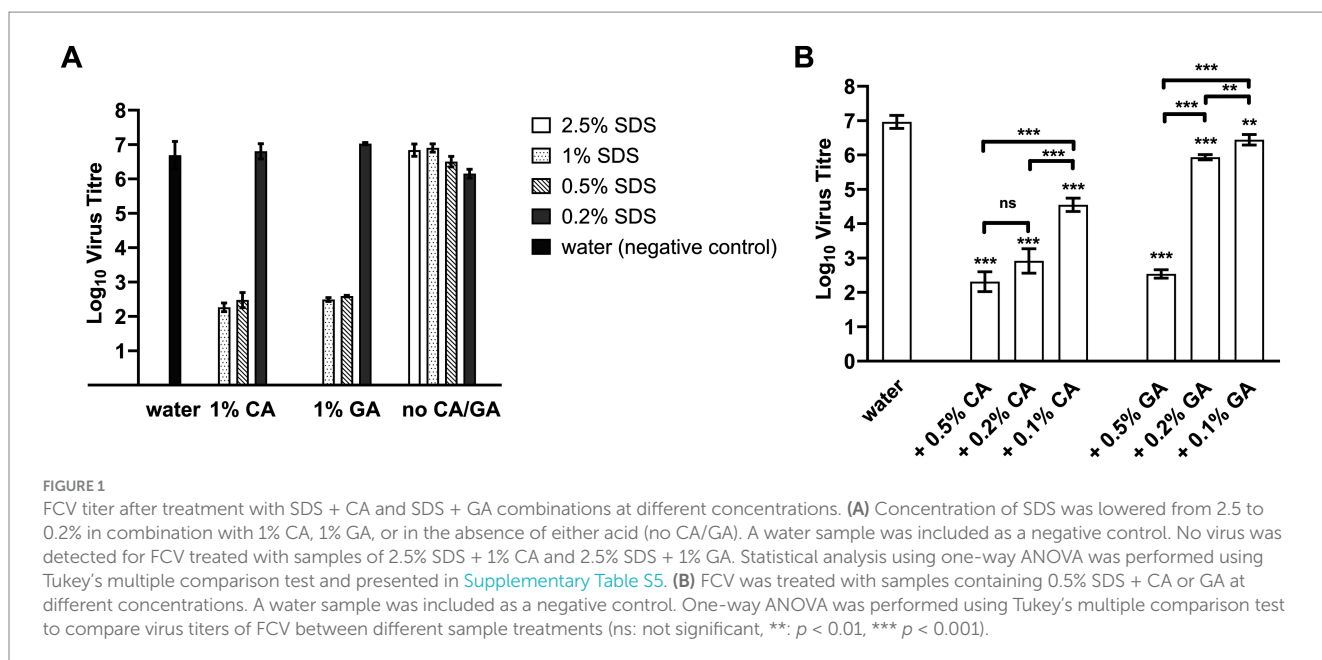 A
Log10 Virus Titre
8
7
6
5
4
3
2
1
water 1% CA 1% GA no CA/GA
2.5% SDS
1% SDS
0.5% SDS
0.2% SDS
water (negative control)
B
Log10 Virus Titre
8
7
6
5
4
3
2
1
0
***
***
**
**
***
***
***
***
ns
***
***
***
water
+ 0.5% CA
+ 0.2% CA
+ 0.1% CA
+ 0.5% GA
+ 0.2% GA
+ 0.1% GA
FIGURE 1
FCV titer after treatment with SDS + CA and SDS + GA combinations at different concentrations. (A) Concentration of SDS was lowered from 2.5 to
0.2% in combination with 1% CA, 1% GA, or in the absence of either acid (no CA/GA). A water sample was included as a negative control. No virus was
detected for FCV treated with samples of 2.5% SDS + 1% CA and 2.5% SDS + 1% GA. Statistical analysis using one-way ANOVA was performed using
Tukey's multiple comparison test and presented in Supplementary Table S5. (B) FCV was treated with samples containing 0.5% SDS + CA or GA at
different concentrations. A water sample was included as a negative control. One-way ANOVA was performed using Tukey's multiple comparison test
to compare virus titers of FCV between different sample treatments (ns: not significant, **: p < 0.01, *** p < 0.001).